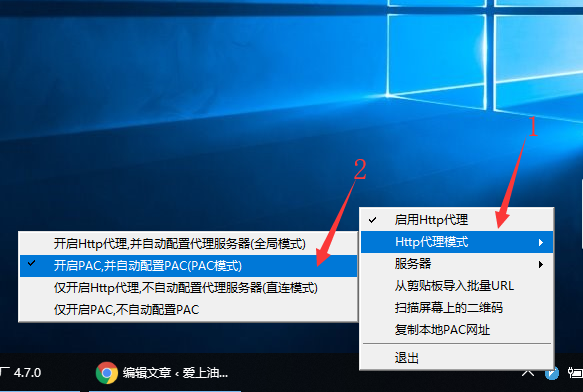 1
2
启用Http代理
Http代理模式
服务器
从剪贴板导入批量URL
扫描屏幕上的二维码
复制本地PAC网址
退出
开启Http代理,并自动配置代理服务器(全局模式)
开启PAC,并自动配置PAC(PAC模式)
仅开启Http代理,不自动配置代理服务器(直连模式)
仅开启PAC,不自动配置PAC
厂 4.7.0
编辑文章 ‹ 爱上油...